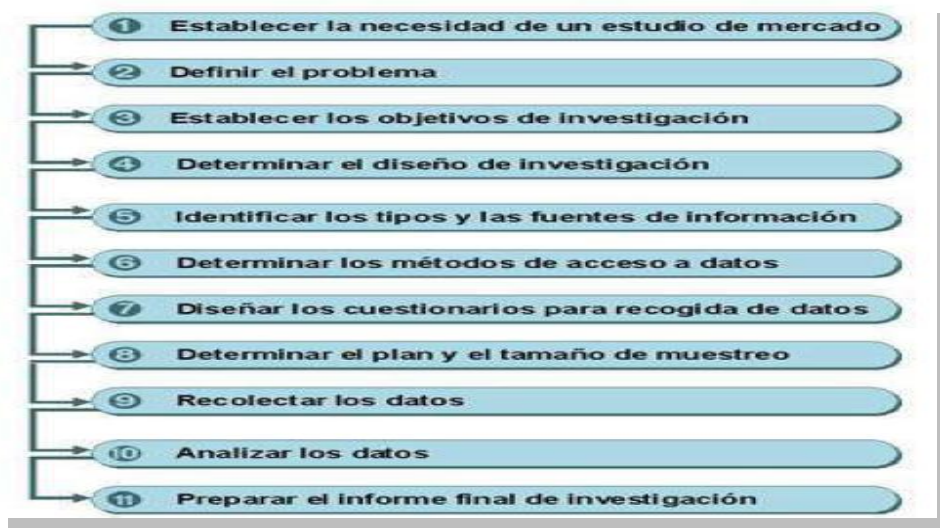 1 Establecer la necesidad de un estudio de mercado
2 Definir el problema
3 Establecer los objetivos de investigación
4 Determinar el diseño de investigación
5 Identificar los tipos y las fuentes de información
6 Determinar los métodos de acceso a datos
7 Diseñar los cuestionarios para recogida de datos
8 Determinar el plan y el tamaño de muestreo
9 Recolectar los datos
10 Analizar los datos
11 Preparar el informe final de investigación